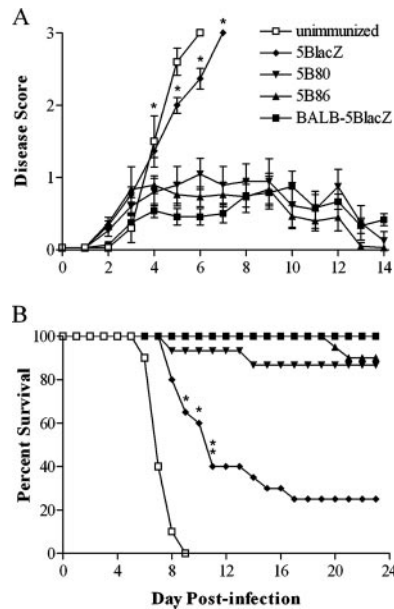 A
unimmunized
5BlacZ
5B80
5B86
BALB-5BlacZ
Disease Score
3
2
1
0
* * * * *
0 2 4 6 8 10 12 14
B
Percent Survival
100
80
60
40
20
0
* * * *
0 4 8 12 16 20 24
Day Post-infection